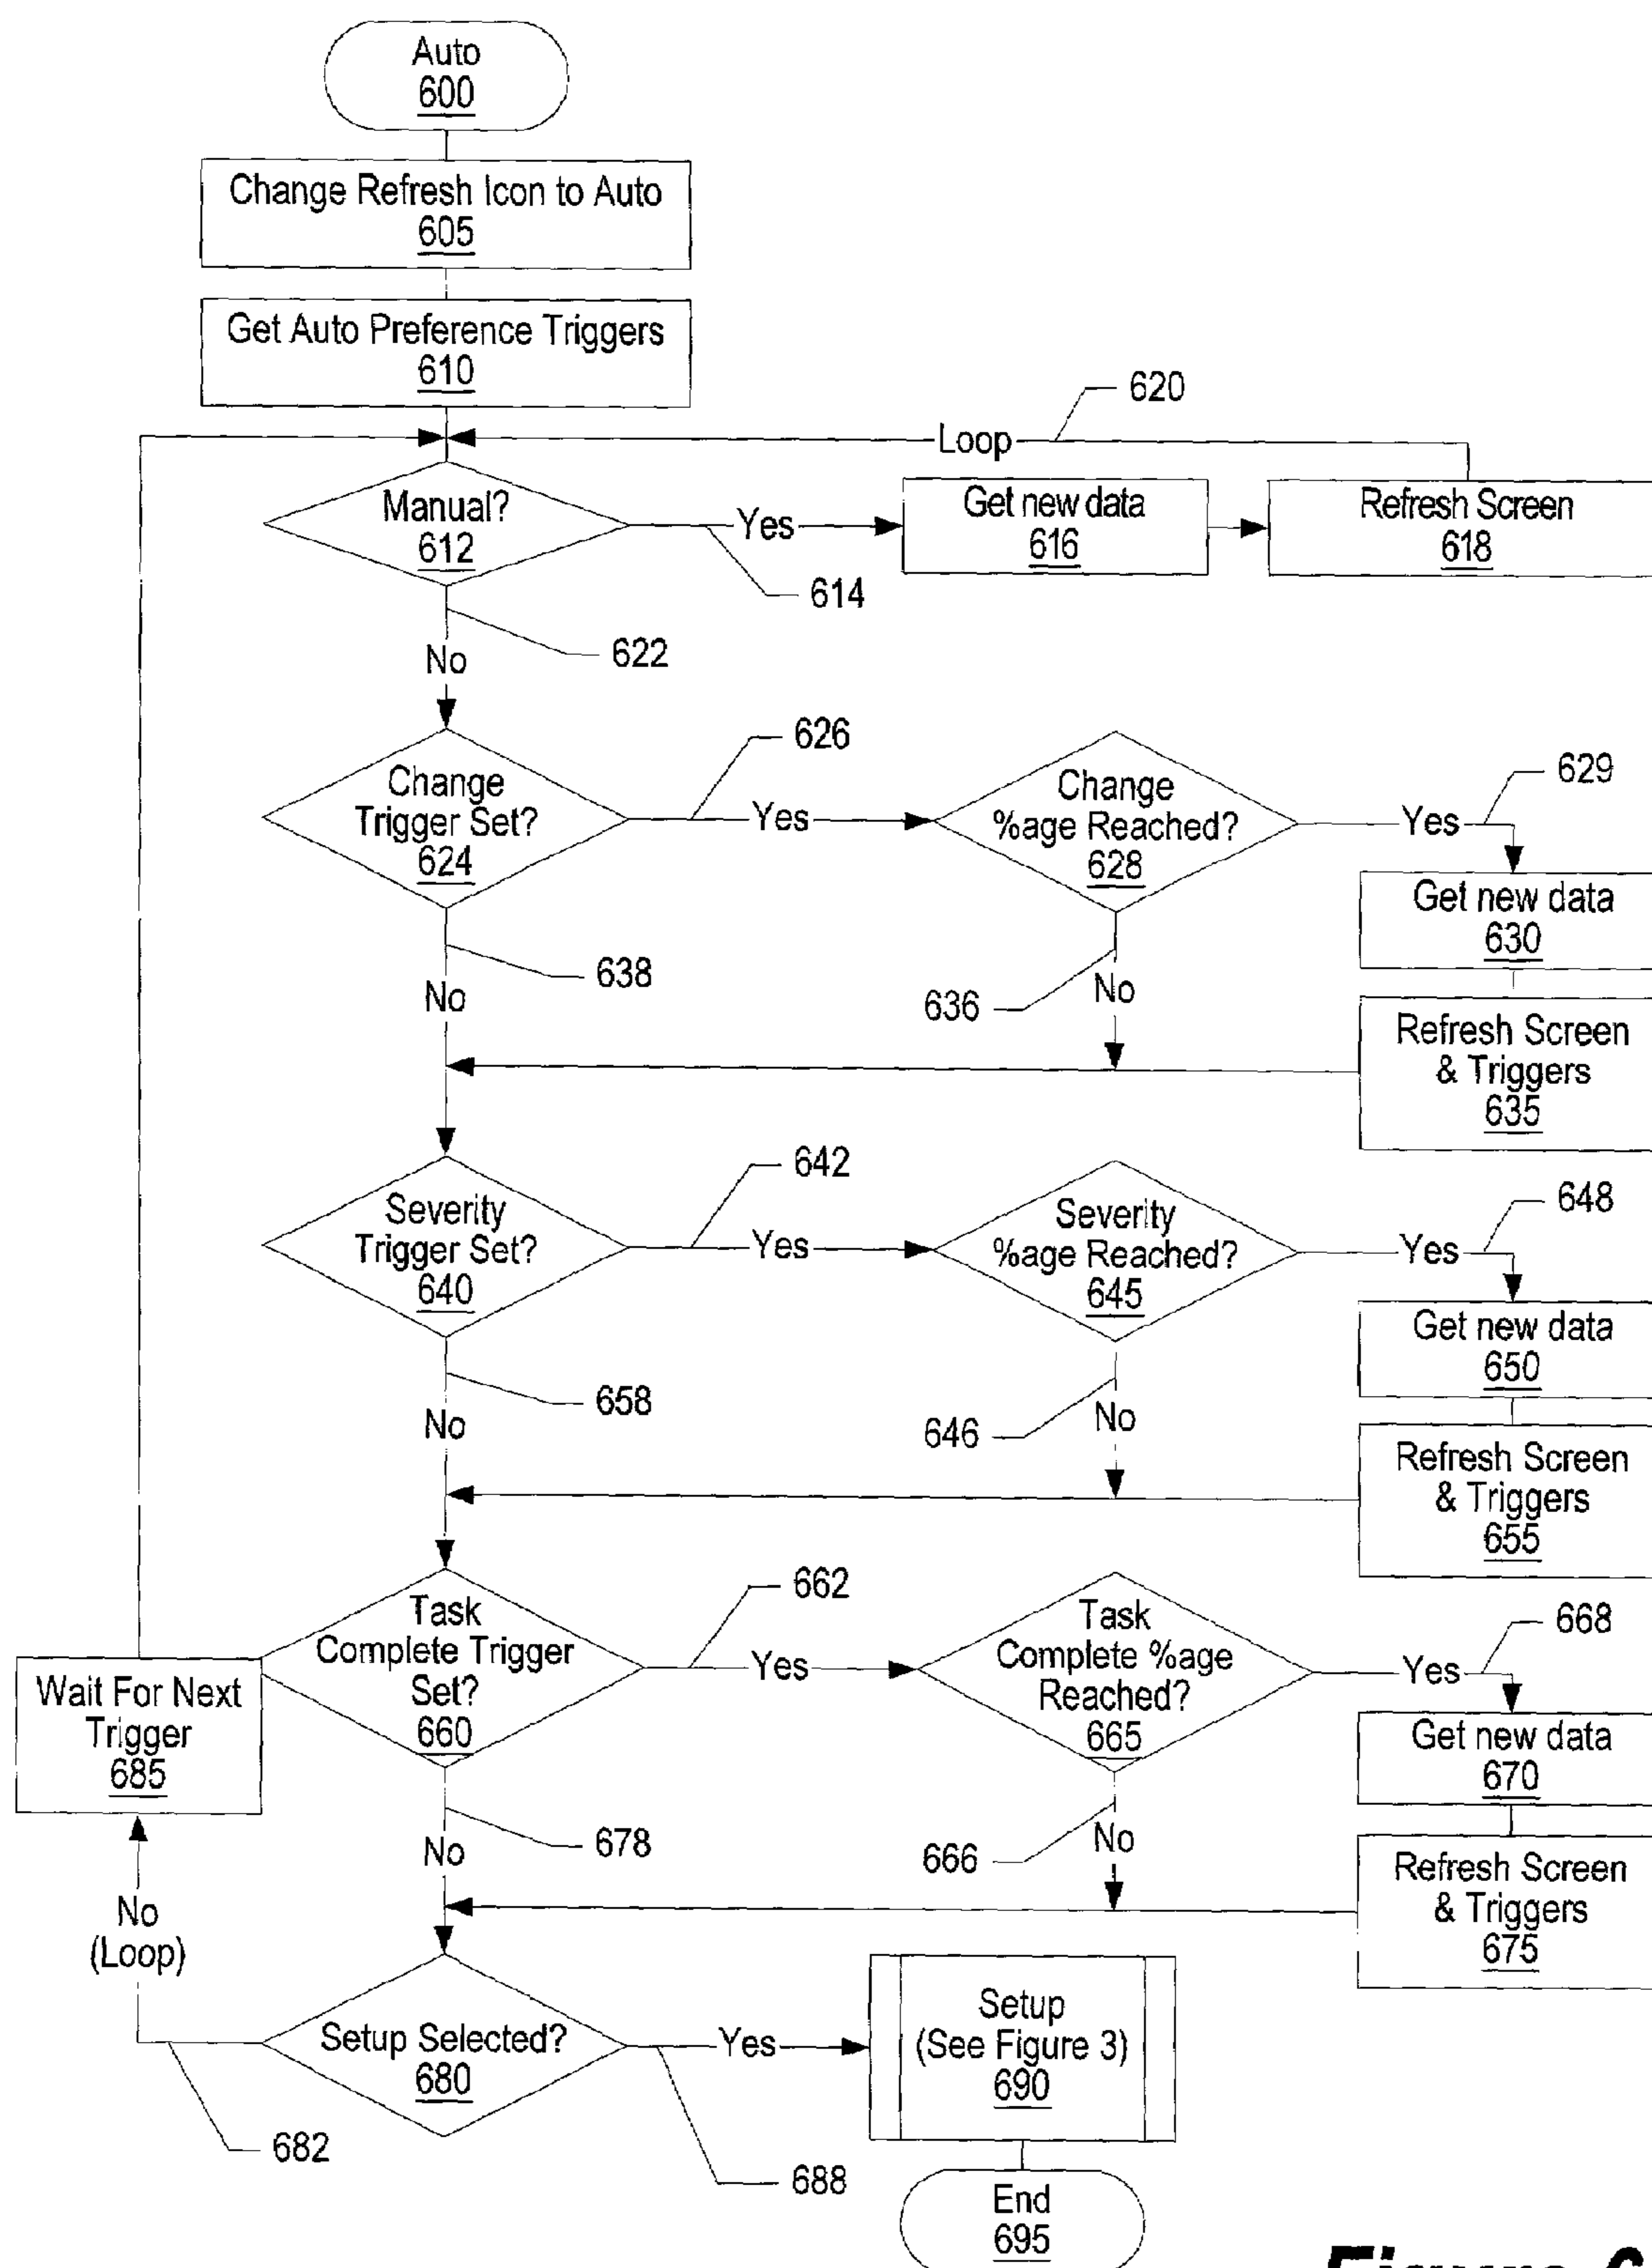 Auto
600
Change Refresh Icon to Auto
605
Get Auto Preference Triggers
610
620
Loop
Manual?
612
Yes
614
Get new data
616
Refresh Screen
618
622
No
Change
Trigger Set?
624
626
Yes
Change
%age Reached?
628
629
Yes
Get new data
630
638
No
636
No
Refresh Screen
& Triggers
635
Severity
Trigger Set?
640
642
Yes
Severity
%age Reached?
645
648
Yes
Get new data
650
658
No
646
No
Refresh Screen
& Triggers
655
Task
Complete Trigger
Set?
660
662
Yes
Task
Complete %age
Reached?
665
668
Yes
Get new data
670
Wait For Next
Trigger
685
678
No
666
No
Refresh Screen
& Triggers
675
No
(Loop)
Setup Selected?
680
682
Yes
688
Setup
(See Figure 3)
690
End
695
Figure 6